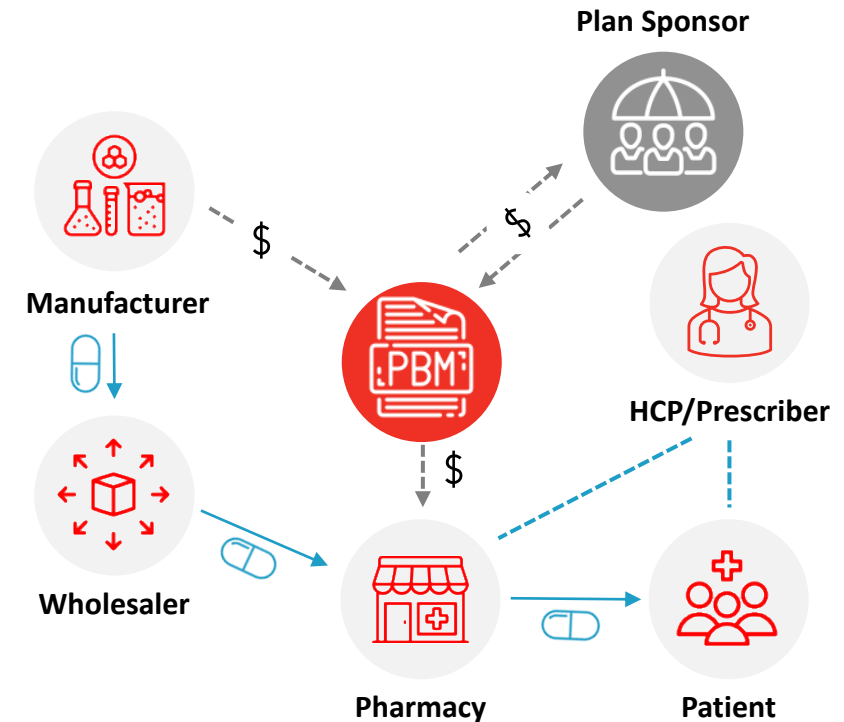 Plan Sponsor
$
$
Manufacturer
PBM
HCP/Prescriber
$
Wholesaler
Pharmacy
Patient